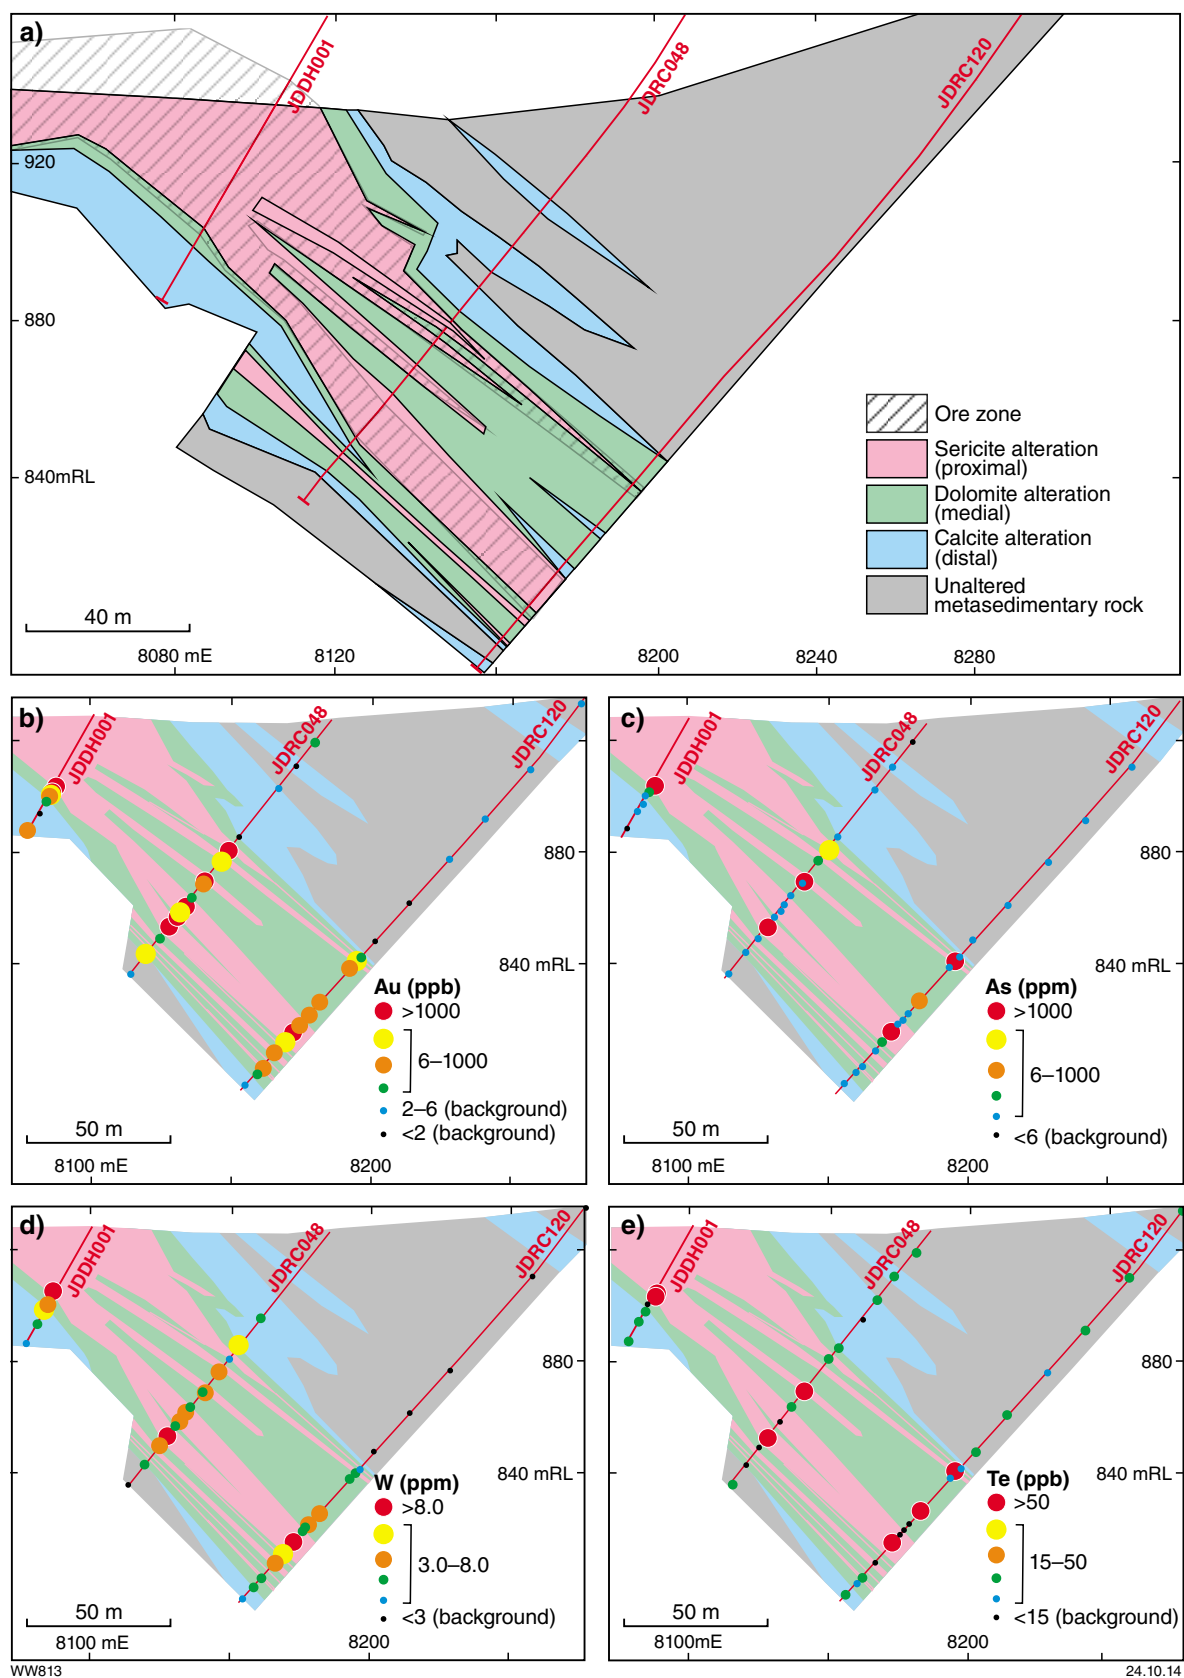 a)
JDDH001
JDRC048
JDRC120
920
880
840mRL
Ore zone
Sericite alteration
(proximal)
Dolomite alteration
(medial)
Calcite alteration
(distal)
Unaltered
metasedimentary rock
40 m
8080 mE
8120
8200
8240
8280
b)
JDDH001
JDRC048
JDRC120
880
840 mRL
Au (ppb)
>1000
6–1000
2–6 (background)
<2 (background)
50 m
8100 mE
8200
c)
JDDH001
JDRC048
JDRC120
880
840 mRL
As (ppm)
>1000
6–1000
<6 (background)
50 m
8100 mE
8200
d)
JDDH001
JDRC048
JDRC120
880
840 mRL
W (ppm)
>8.0
3.0–8.0
<3 (background)
50 m
8100 mE
8200
e)
JDDH001
JDRC048
JDRC120
880
840 mRL
Te (ppb)
>50
15–50
<15 (background)
50 m
8100mE
8200
WW813
24.10.14